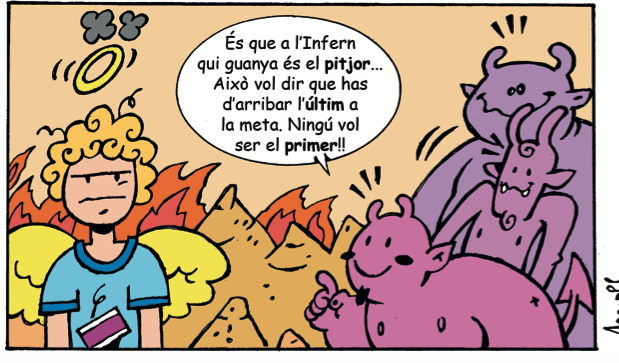 És que a l'Infern
qui guanya és el pitjor...
Això vol dir que has
d'arribar l'últim a
la meta. Ningú vol
ser el primer!!